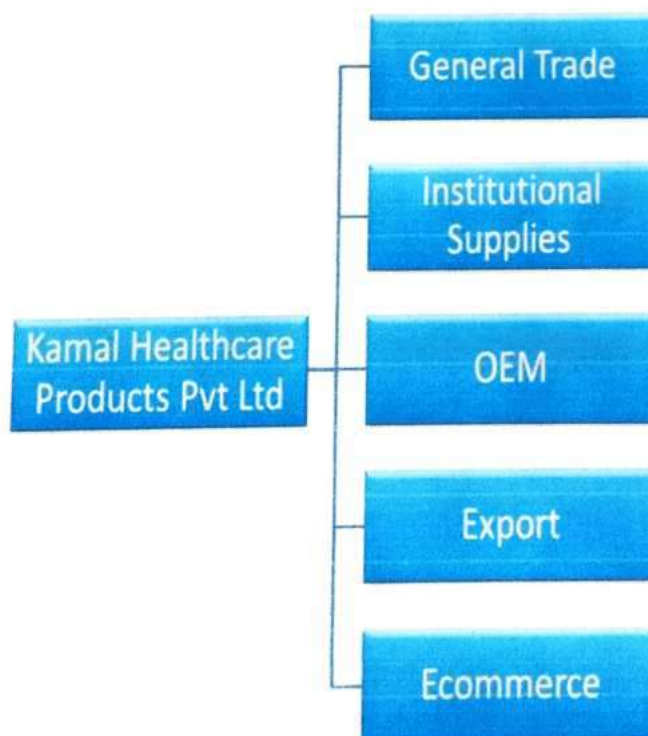 General Trade
Institutional
Supplies
Kamal Healthcare
Products Pvt Ltd
OEM
Export
Ecommerce